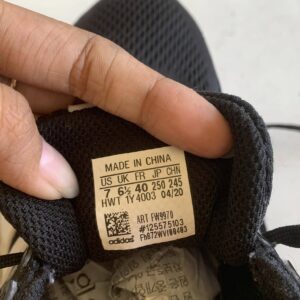 MADE IN CHINA
US UK FR JP CHN
7 6½ 40 250 245
HWT 1Y4003 04/20
ART FW9970
#125575103
adidas